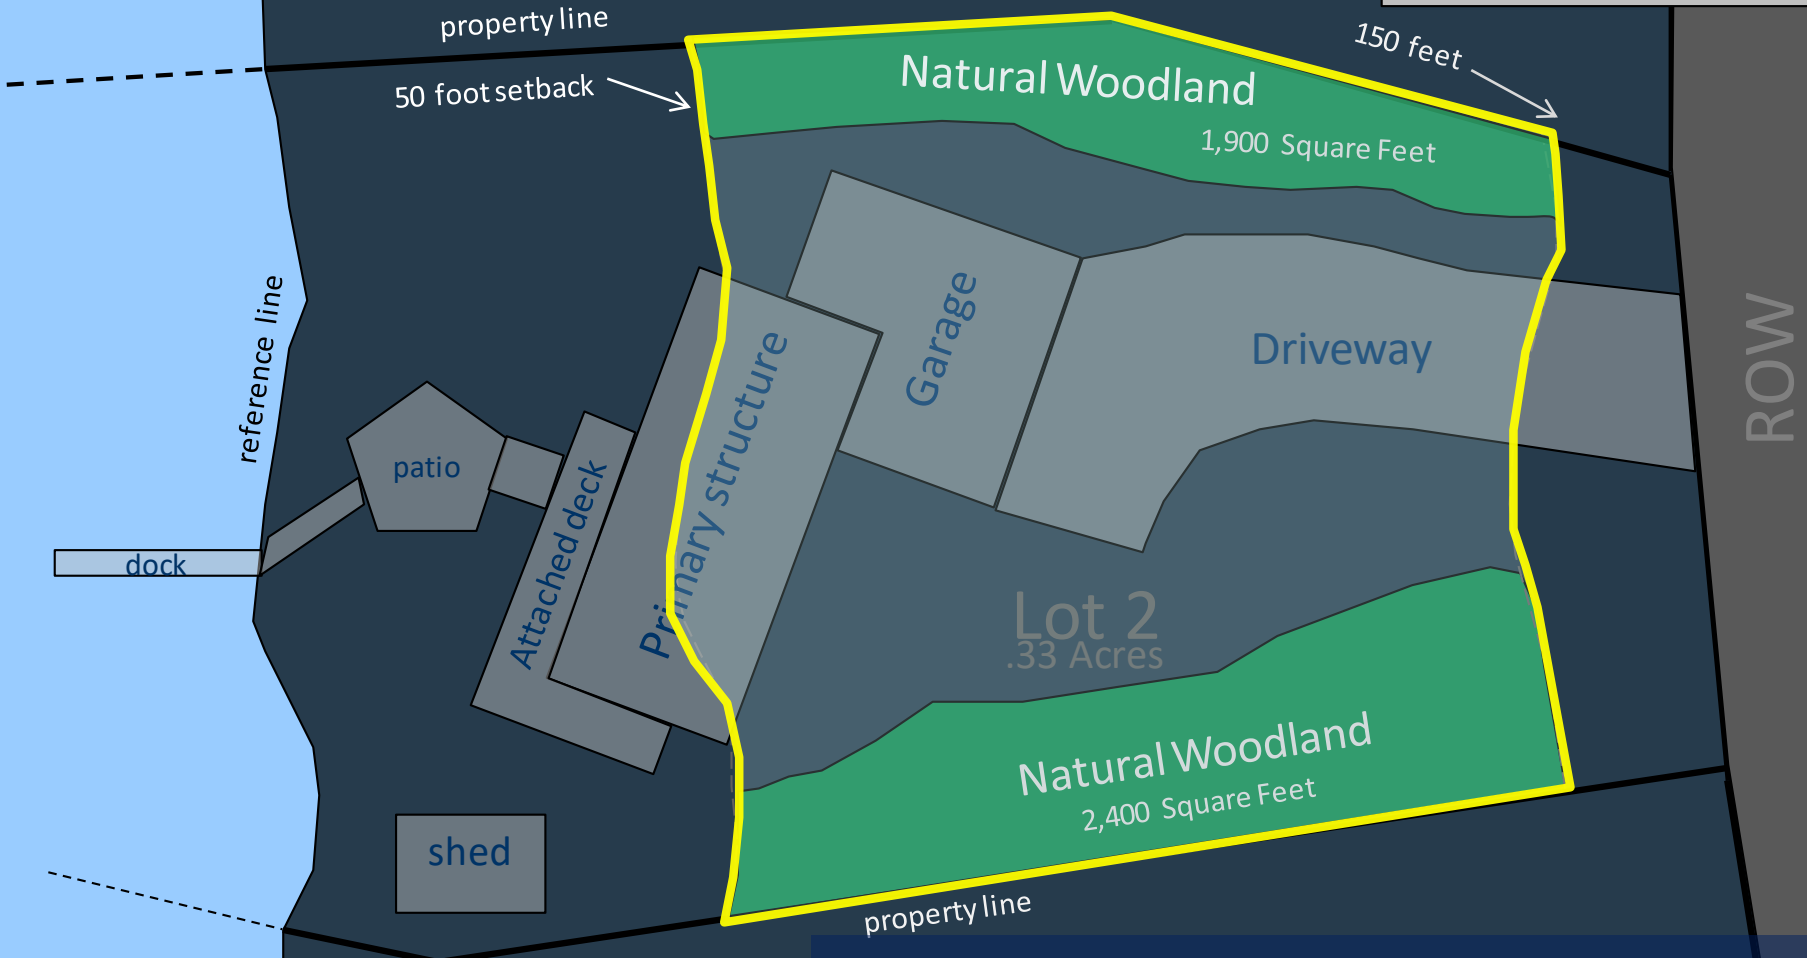 property line
150 feet
Natural Woodland
50 foot setback
1,900 Square Feet
reference line
Garage
ROW
Driveway
Primary structure
patio
Attached deck
dock
Lot 2
.33 Acres
Natural Woodland
2,400 Square Feet
shed
property line